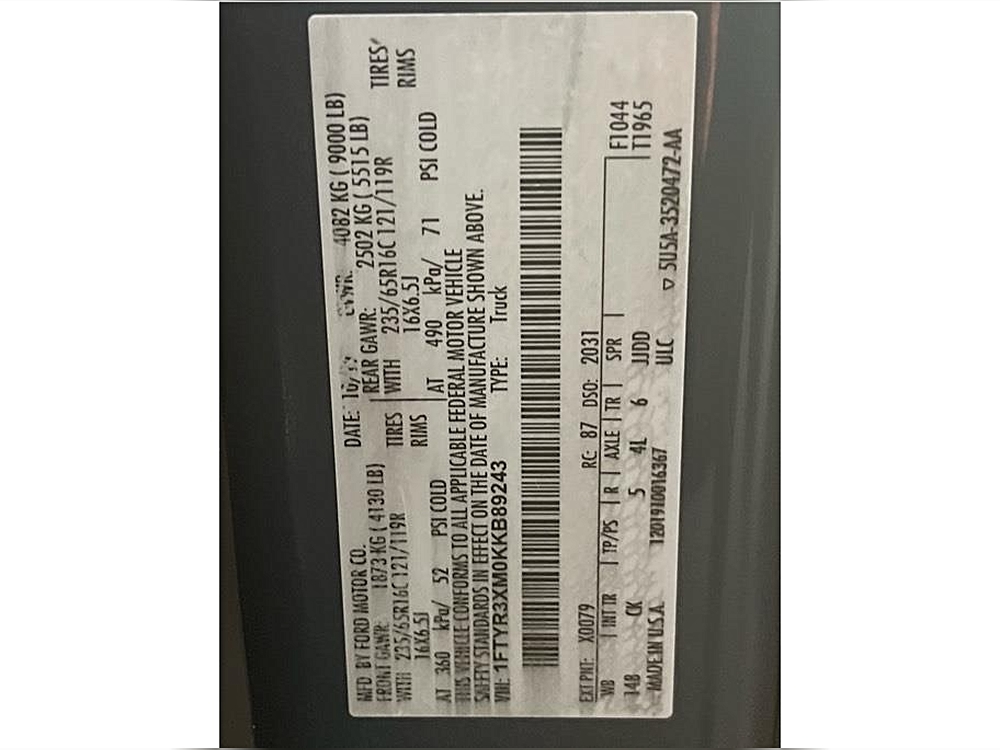 MFD BY FORD MOTOR CO. DATE: 10/19 GVWR: 4082 KG ( 9000 LB)
FRONT GAWR: 1873 KG ( 4130 LB) REAR GAWR: 2502 KG ( 5515 LB)
WITH 235/65R16C 121/119R TIRES WITH 235/65R16C 121/119R TIRES
16X6.5J RIMS 16X6.5J RIMS
AT 360 kPa/ 52 PSI COLD AT 490 kPa/ 71 PSI COLD
THIS VEHICLE CONFORMS TO ALL APPLICABLE FEDERAL MOTOR VEHICLE
SAFETY STANDARDS IN EFFECT ON THE DATE OF MANUFACTURE SHOWN ABOVE.
VIN: 1FTYR3XM0KKB89243 TYPE: Truck
EXT PNT: X0079 RC: 87 DSO: 2031
WB INT TR TP/PS R AXLE TR SPR F1044
148 CK 5 4L 6 JJDD T1965
MADE IN U.S.A. 1201910016367 ULC ▽ 5U5A-3520472-AA